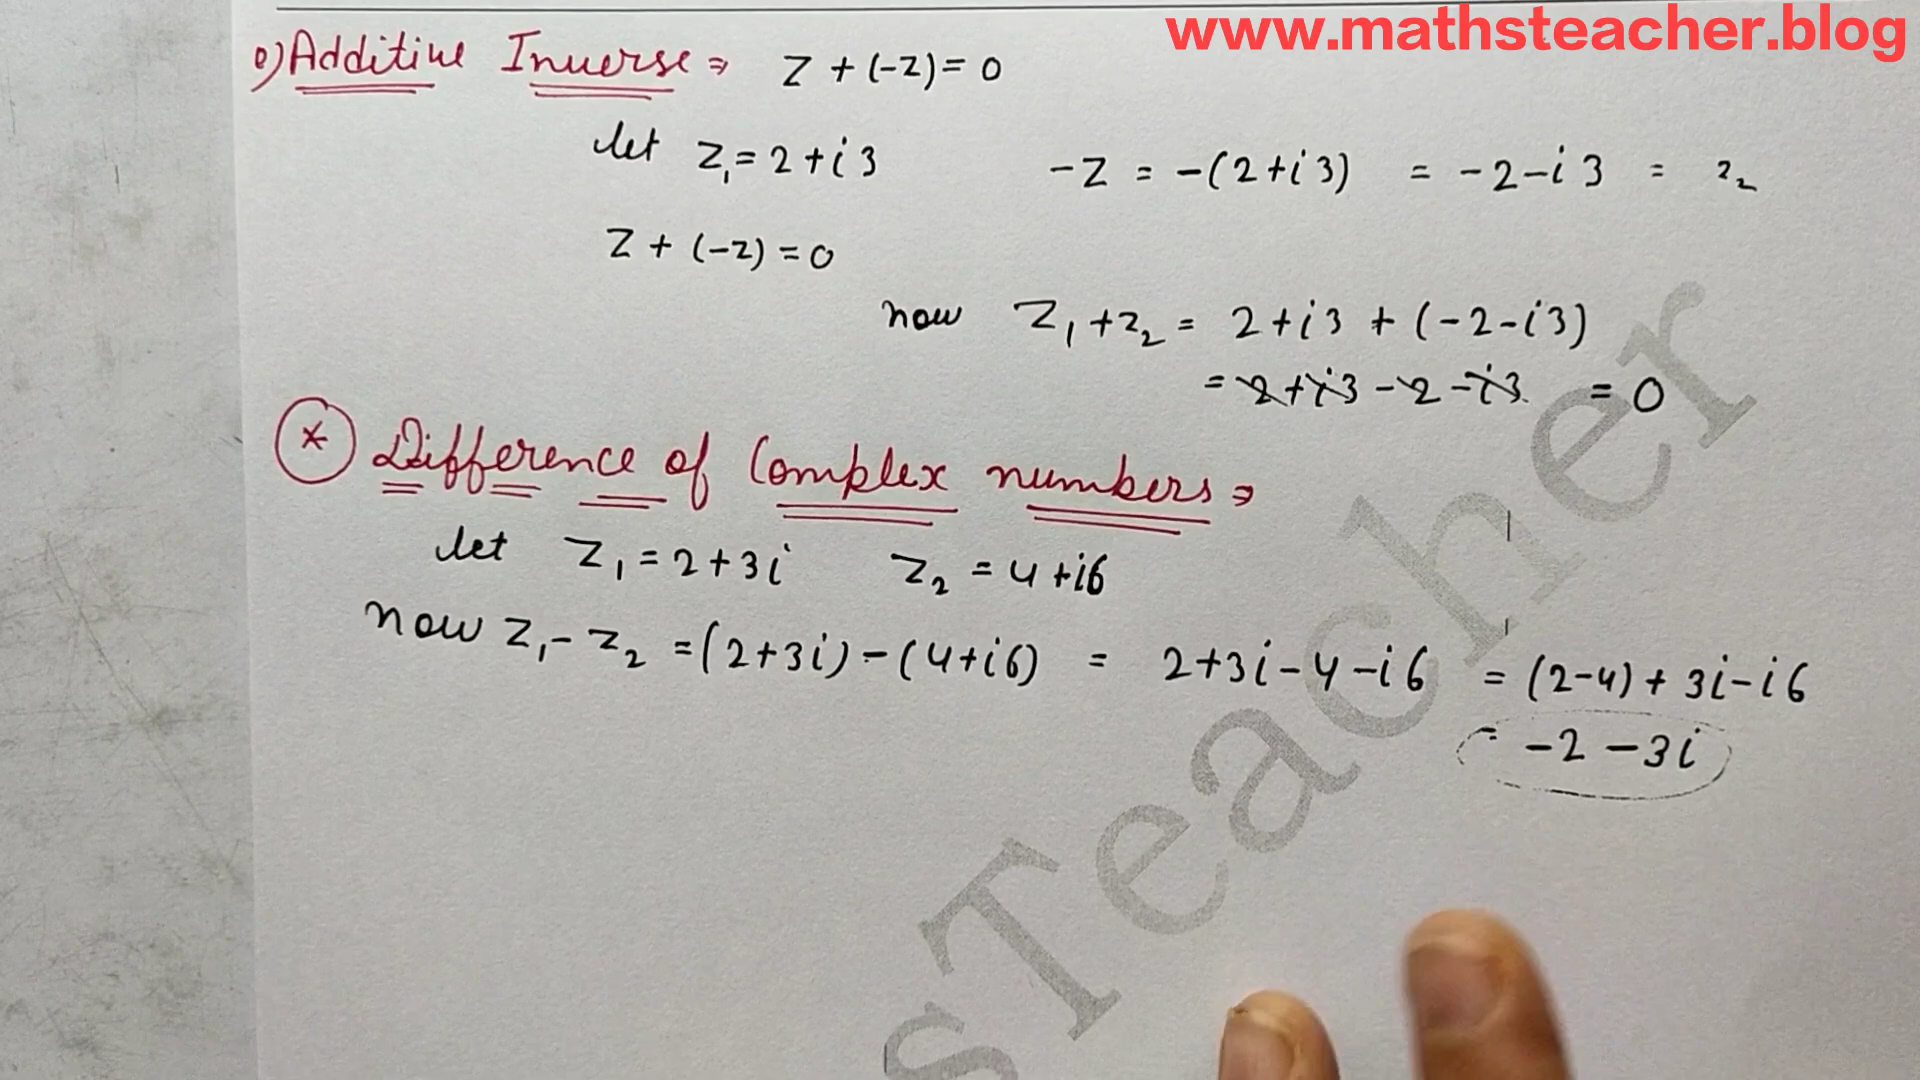 www.mathsteacher.blog
e) Additive Inverse ⇒ Z + (-Z) = 0
let Z₁ = 2 + i3 -Z = -(2+i3) = -2-i3 = z₂
Z + (-Z) = 0
now Z₁ + Z₂ = 2+i3 + (-2-i3)
= 2+i3-2-i3 = 0
* Difference of Complex numbers ⇒
let Z₁ = 2+3i Z₂ = 4+i6
now Z₁ - Z₂ = (2+3i) - (4+i6) = 2+3i-4-i6 = (2-4) + 3i-i6
= -2 -3i
sTeacher